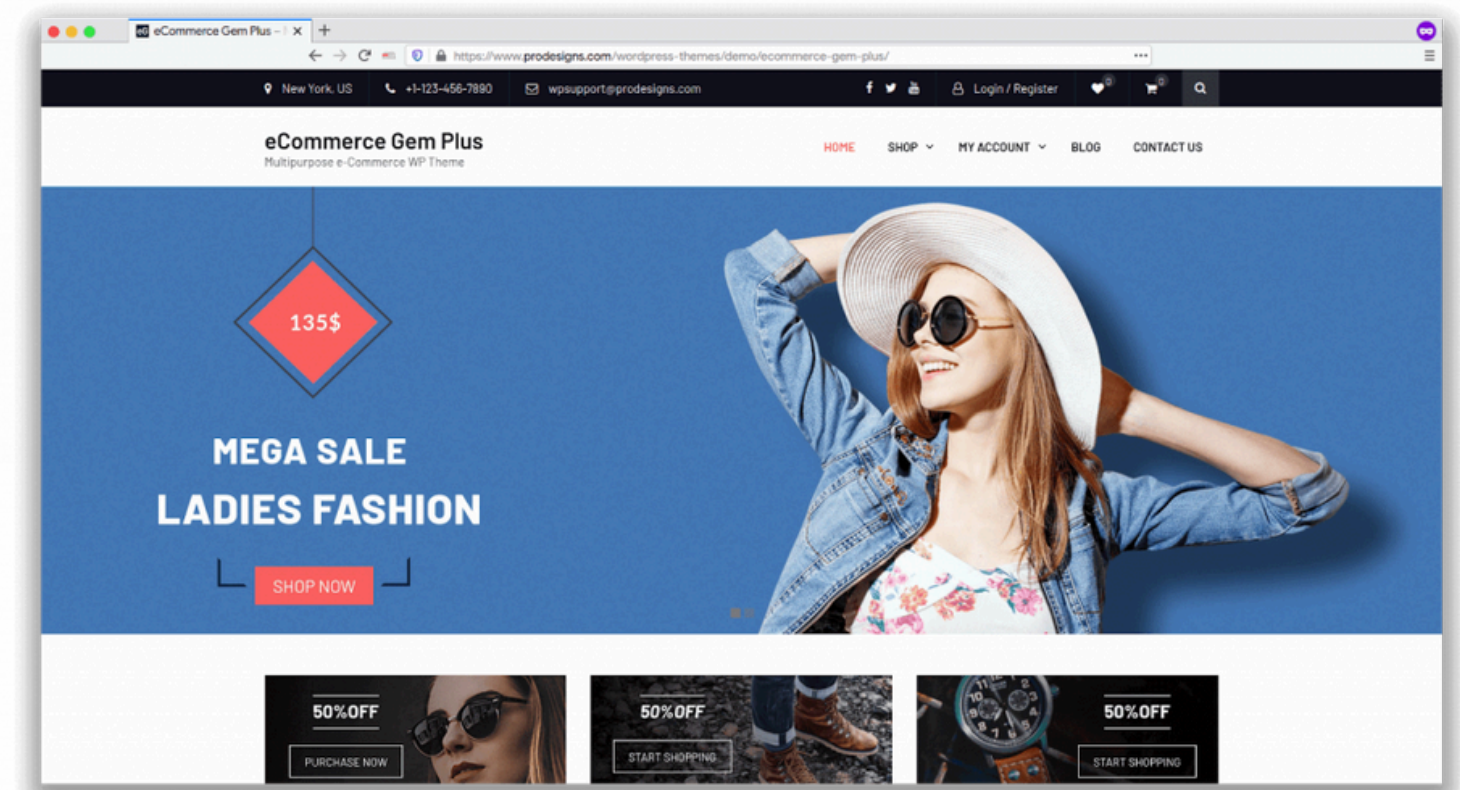 eG eCommerce Gem Plus –
https://www.prodesigns.com/wordpress-themes/demo/ecommerce-gem-plus/
New York, US +1-123-456-7890 wpsupport@prodesigns.com Login / Register 0 0
eCommerce Gem Plus
Multipurpose e-Commerce WP Theme
HOME SHOP MY ACCOUNT BLOG CONTACT US
135$
MEGA SALE
LADIES FASHION
SHOP NOW
50%OFF
PURCHASE NOW
50%OFF
START SHOPPING
50%OFF
START SHOPPING